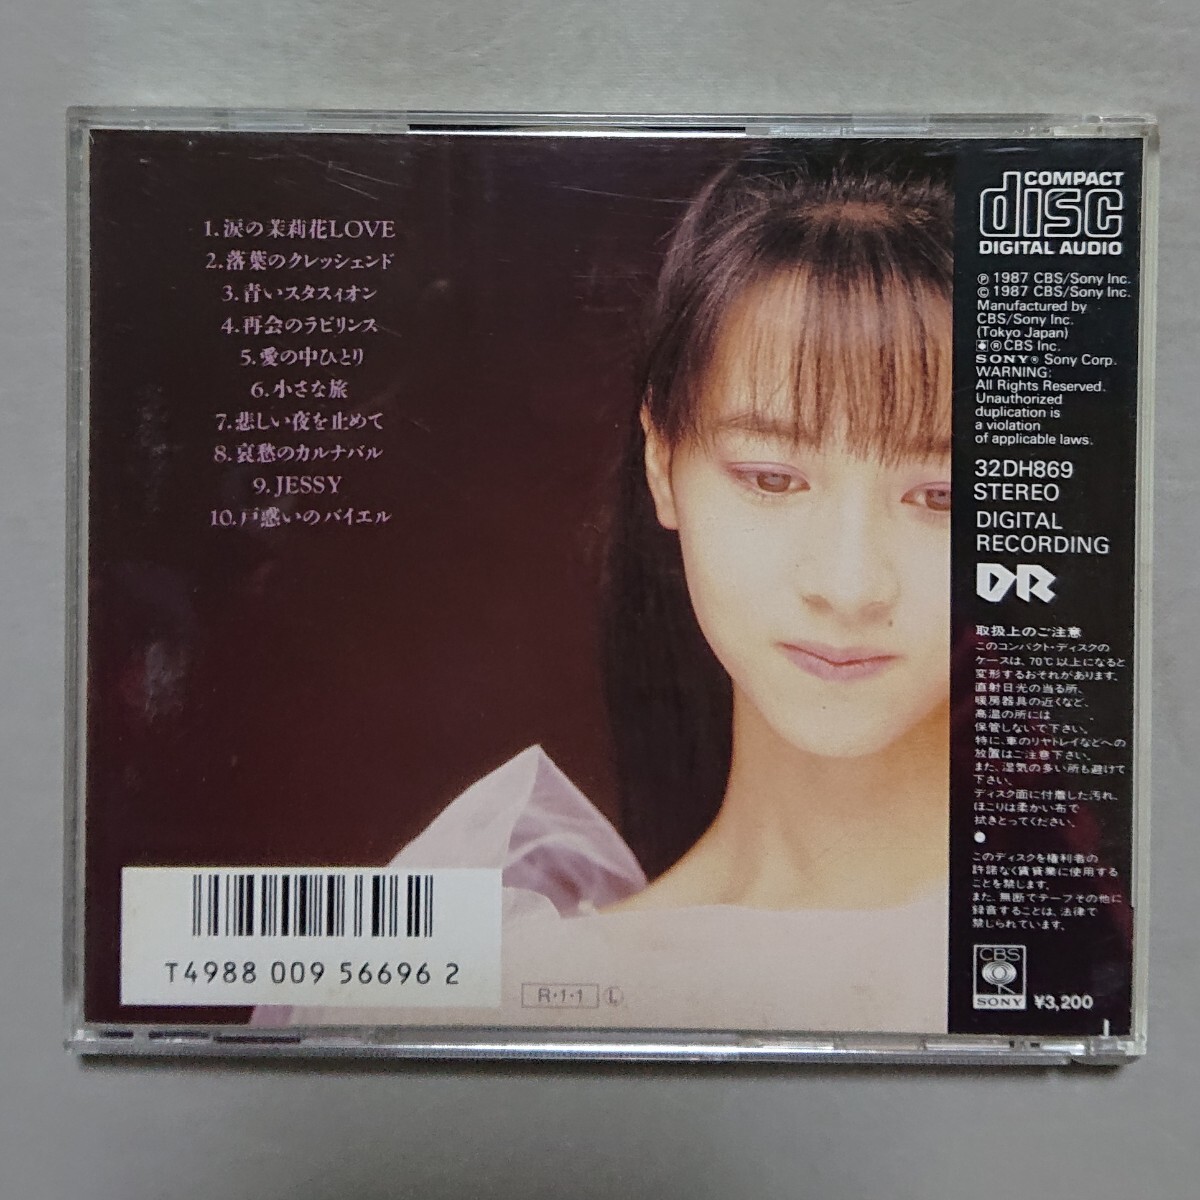 1.涙の茉莉花LOVE
2.落葉のクレッシェンド
3.青いスタスィオン
4.再会のラビリンス
5.愛の中ひとり
6.小さな旅
7.悲しい夜を止めて
8.哀愁のカルナバル
9.JESSY
10.戸惑いのバイエル
T4988 009 56696 2
R・1・1 L
COMPACT
disc
DIGITAL AUDIO
℗ 1987 CBS/Sony Inc.
© 1987 CBS/Sony Inc.
Manufactured by
CBS/Sony Inc.
(Tokyo Japan)
®CBS Inc.
SONY® Sony Corp.
WARNING:
All Rights Reserved.
Unauthorized
duplication is
a violation
of applicable laws.
32DH869
STEREO
DIGITAL
RECORDING
DR
取扱上のご注意
このコンパクト・ディスクの
ケースは、70℃以上になると
変形するおそれがあります。
直射日光の当る所、
暖房器具の近くなど、
高温の所には
保管しないで下さい。
特に、車のリヤトレイなどへの
放置はご注意下さい。
また、湿気の多い所も避けて
下さい。
ディスク面に付着した汚れ、
ほこりは柔かい布で
拭きとってください。
●
このディスクを権利者の
許諾なく賃貸業に使用する
ことを禁じます。
また、無断でテープその他に
録音することは、法律で
禁じられています。
CBS
SONY ¥3,200